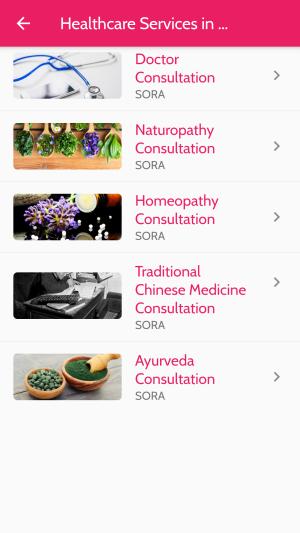 Healthcare Services in ...
Doctor
Consultation
SORA
Naturopathy
Consultation
SORA
Homeopathy
Consultation
SORA
Traditional
Chinese Medicine
Consultation
SORA
Ayurveda
Consultation
SORA